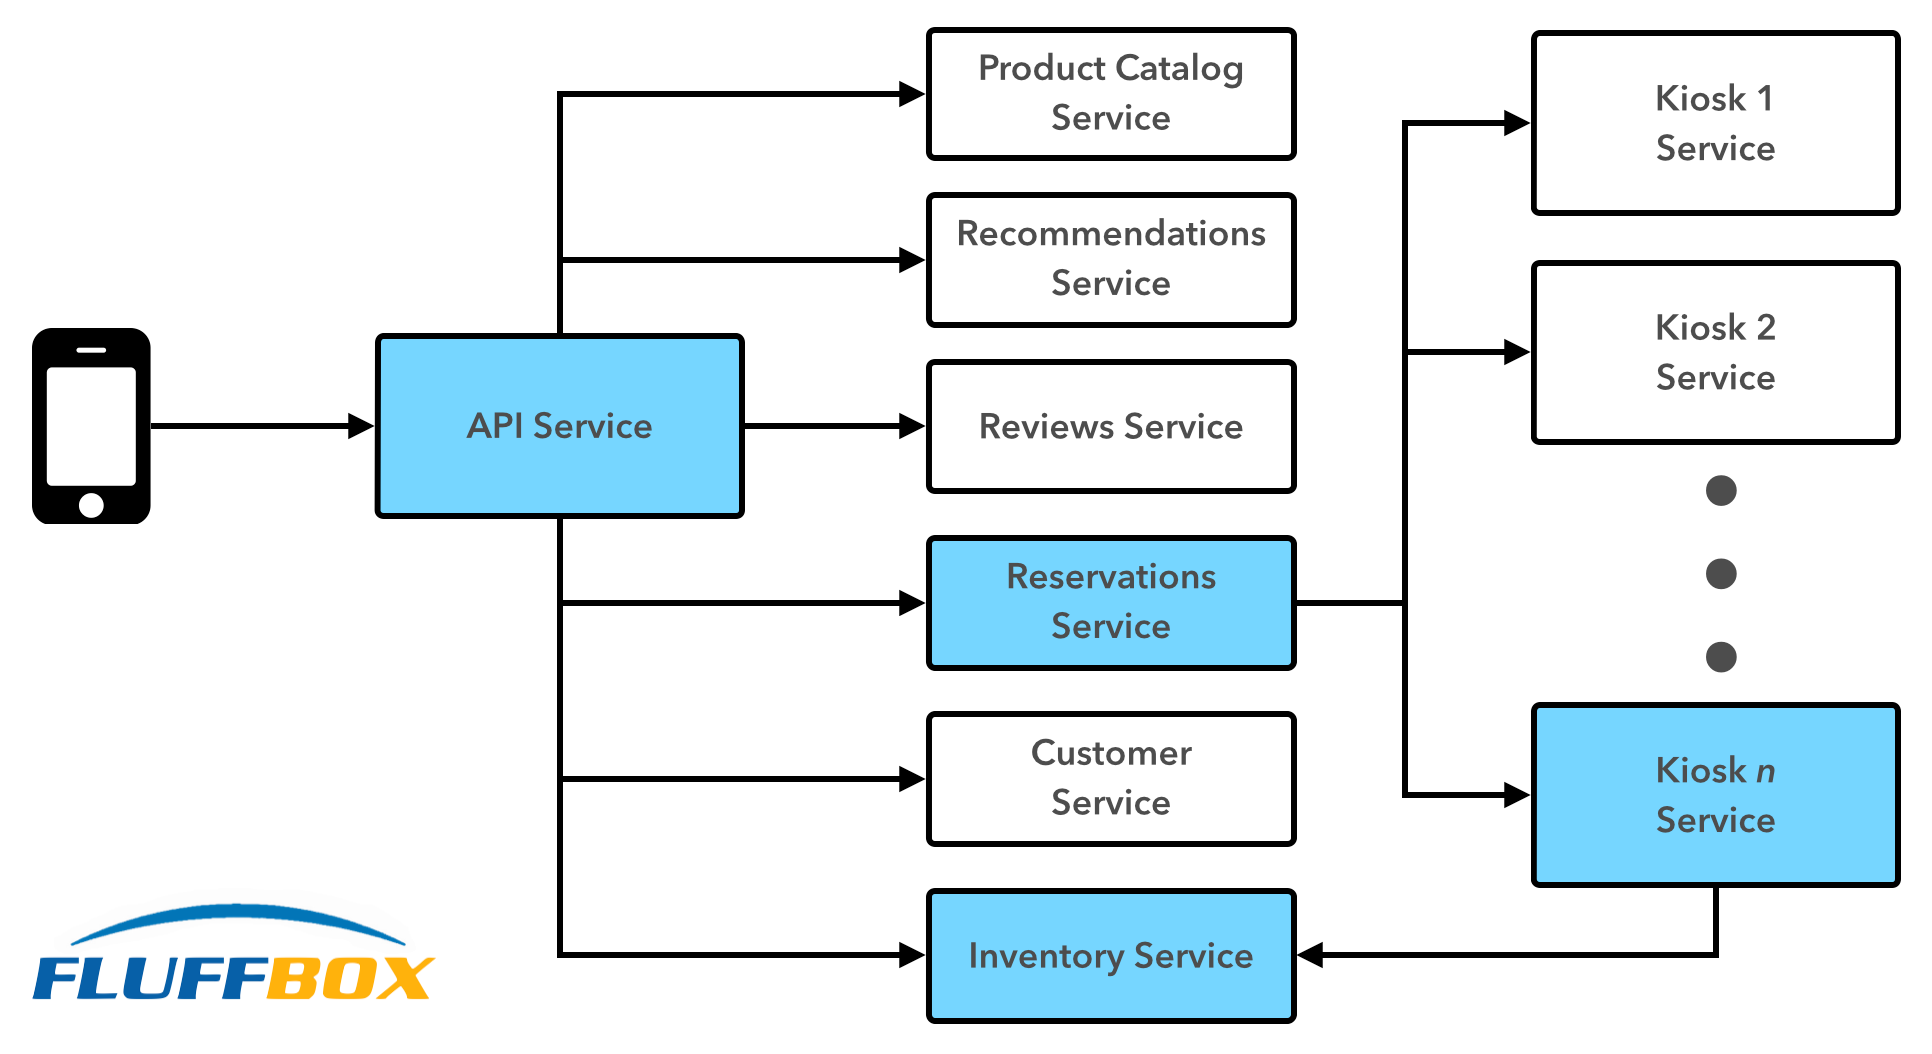 Product Catalog
Service
Recommendations
Service
API Service
Reviews Service
Reservations
Service
Customer
Service
Inventory Service
Kiosk 1
Service
Kiosk 2
Service
Kiosk n
Service
FLUFFBOX